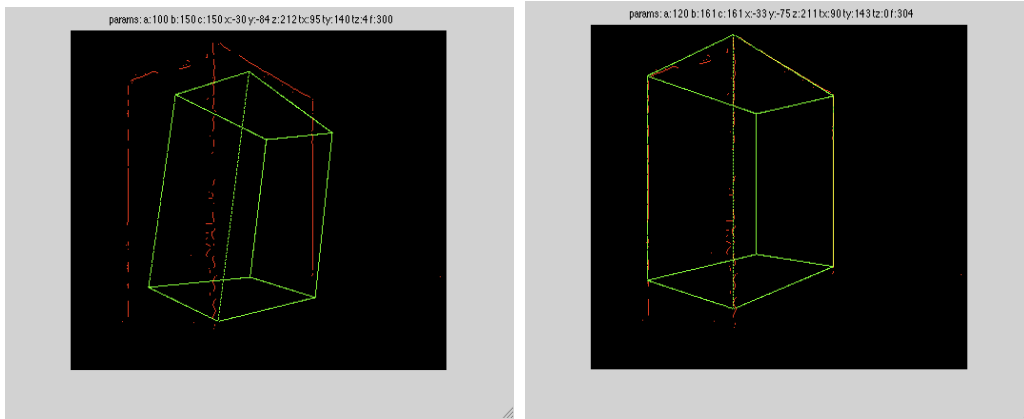 params: a:100 b:150 c:150 x:-30 y:-84 z:212 tx:95 ty:140 tz:4 f:300
params: a:120 b:161 c:161 x:-33 y:-75 z:211 tx:90 ty:143 tz:0 f:304